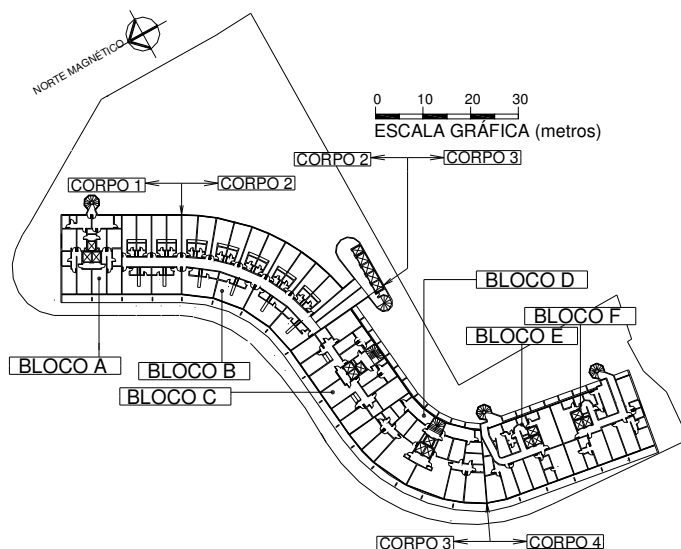 NORTE MAGNÉTICO
0 10 20 30
ESCALA GRÁFICA (metros)
CORPO 2 CORPO 3
CORPO 1 CORPO 2
BLOCO D
BLOCO F
BLOCO E
BLOCO A
BLOCO B
BLOCO C
CORPO 3 CORPO 4